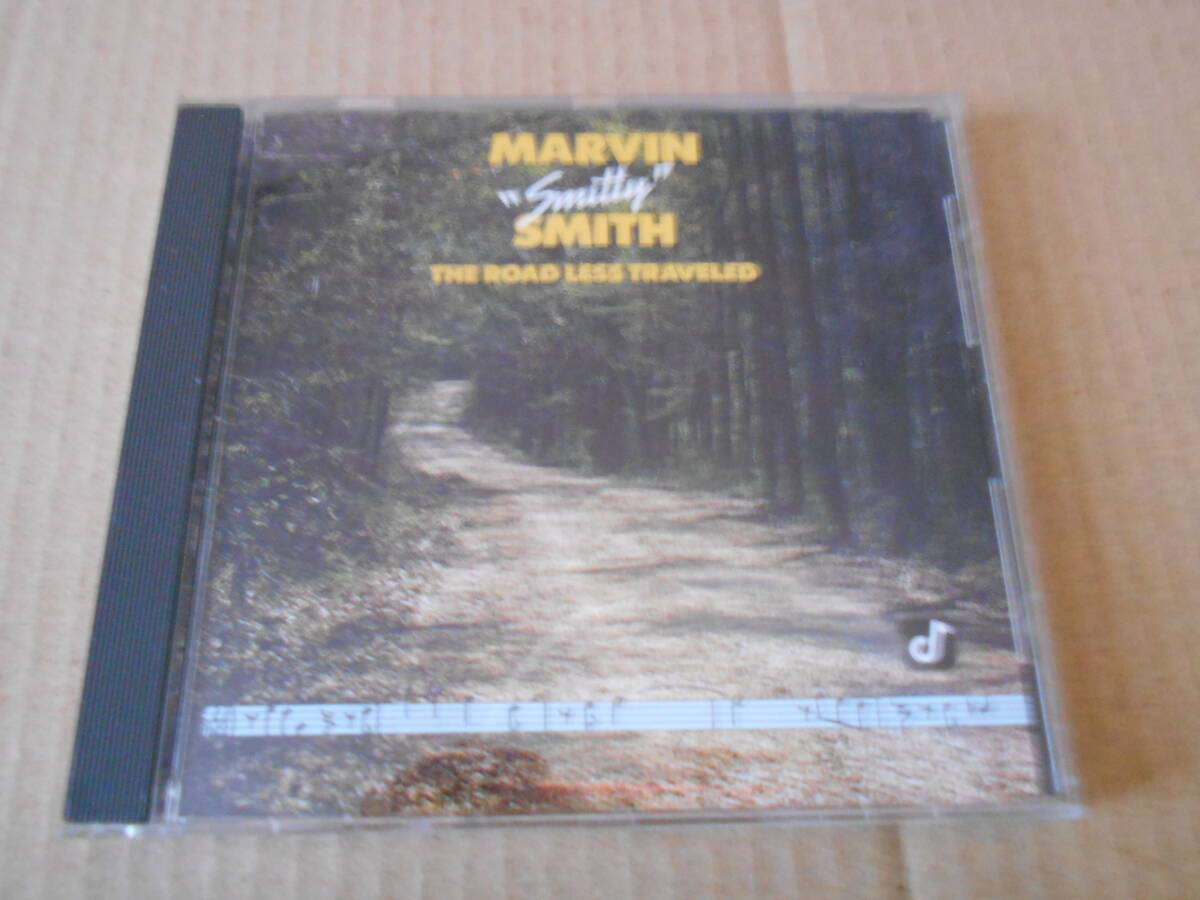 MARVIN
"Smitty"
SMITH
THE ROAD LESS TRAVELED